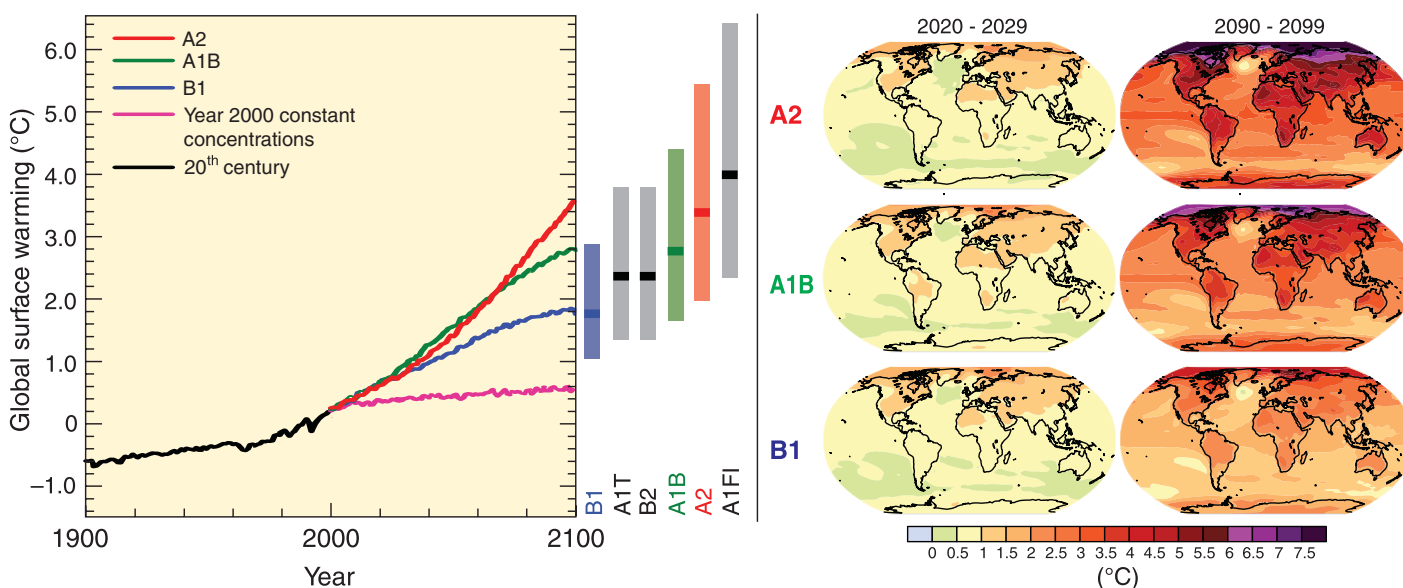 Global surface warming (°C)
6.0
5.0
4.0
3.0
2.0
1.0
0
–1.0
A2
A1B
B1
Year 2000 constant
concentrations
20th century
1900
2000
2100
Year
B1
A1T
B2
A1B
A2
A1FI
2020 - 2029
2090 - 2099
A2
A1B
B1
0 0.5 1 1.5 2 2.5 3 3.5 4 4.5 5 5.5 6 6.5 7 7.5
(°C)